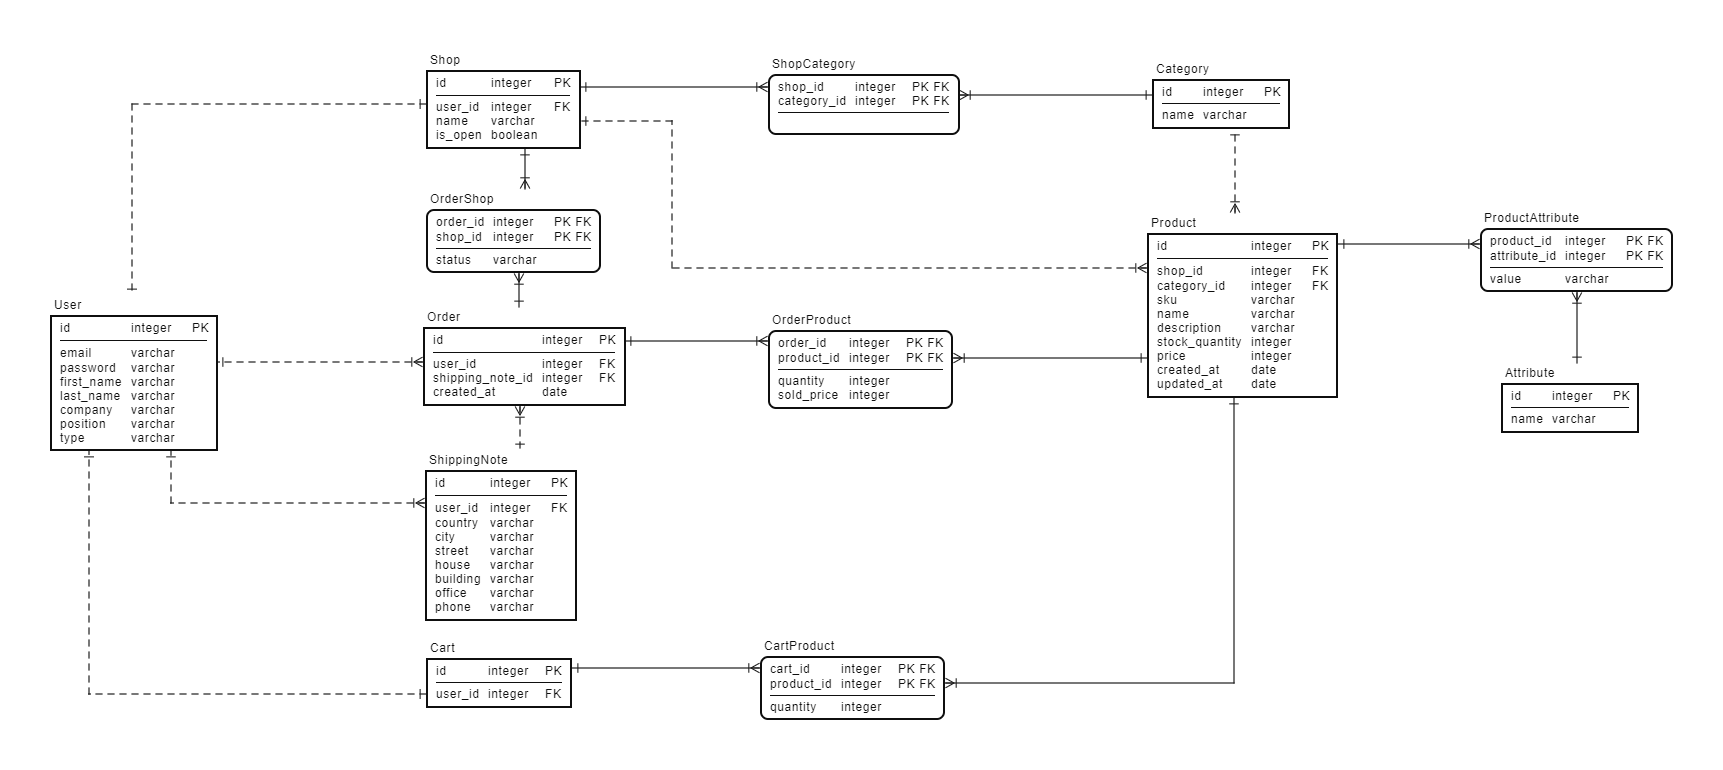 Shop
id integer PK
user_id integer FK
name varchar
is_open boolean
ShopCategory
shop_id integer PK FK
category_id integer PK FK
Category
id integer PK
name varchar
OrderShop
order_id integer PK FK
shop_id integer PK FK
status varchar
Product
id integer PK
shop_id integer FK
category_id integer FK
sku varchar
name varchar
description varchar
stock_quantity integer
price integer
created_at date
updated_at date
ProductAttribute
product_id integer PK FK
attribute_id integer PK FK
value varchar
User
id integer PK
email varchar
password varchar
first_name varchar
last_name varchar
company varchar
position varchar
type varchar
Order
id integer PK
user_id integer FK
shipping_note_id integer FK
created_at date
OrderProduct
order_id integer PK FK
product_id integer PK FK
quantity integer
sold_price integer
Attribute
id integer PK
name varchar
ShippingNote
id integer PK
user_id integer FK
country varchar
city varchar
street varchar
house varchar
building varchar
office varchar
phone varchar
Cart
id integer PK
user_id integer FK
CartProduct
cart_id integer PK FK
product_id integer PK FK
quantity integer